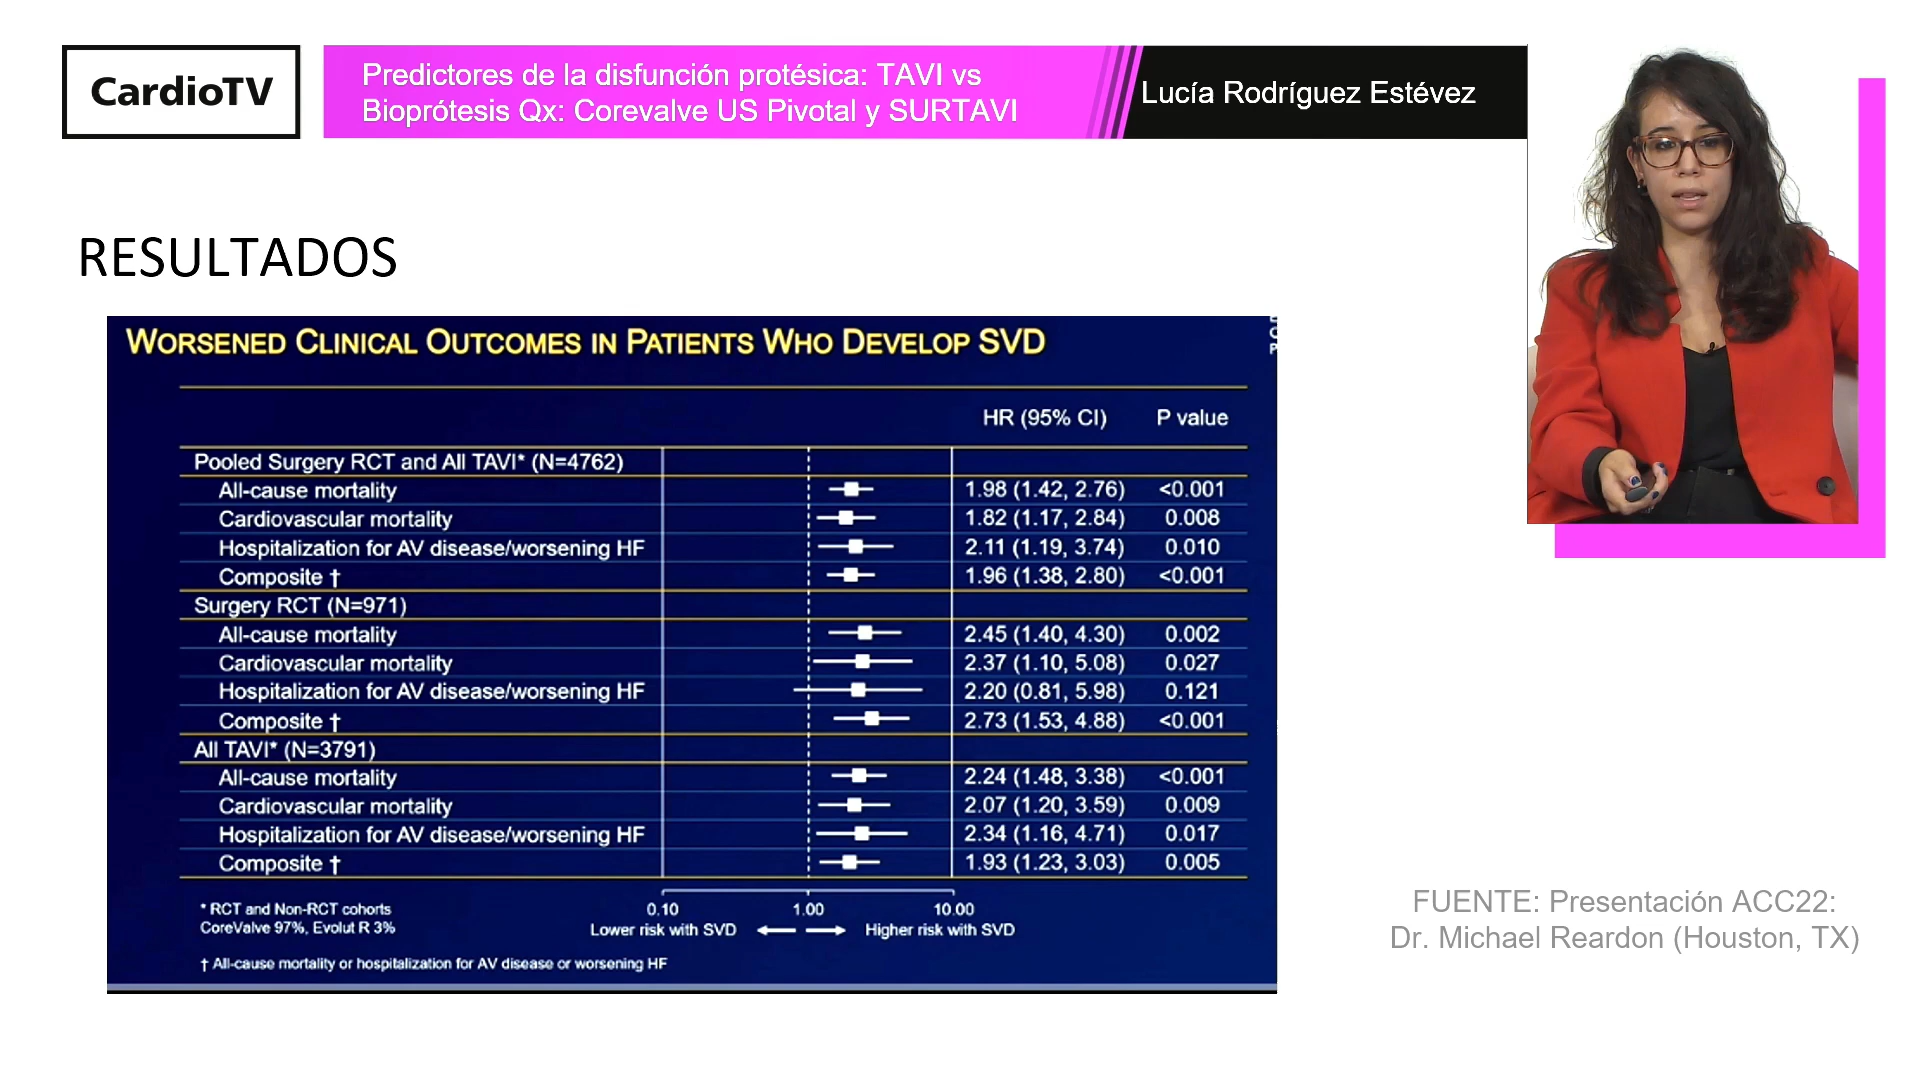 CardioTV
Predictores de la disfunción protésica: TAVI vs
Bioprótesis Qx: Corevalve US Pivotal y SURTAVI
Lucía Rodríguez Estévez
RESULTADOS
WORSENED CLINICAL OUTCOMES IN PATIENTS WHO DEVELOP SVD
HR (95% CI) P value
Pooled Surgery RCT and All TAVI* (N=4762)
All-cause mortality 1.98 (1.42, 2.76) <0.001
Cardiovascular mortality 1.82 (1.17, 2.84) 0.008
Hospitalization for AV disease/worsening HF 2.11 (1.19, 3.74) 0.010
Composite † 1.96 (1.38, 2.80) <0.001
Surgery RCT (N=971)
All-cause mortality 2.45 (1.40, 4.30) 0.002
Cardiovascular mortality 2.37 (1.10, 5.08) 0.027
Hospitalization for AV disease/worsening HF 2.20 (0.81, 5.98) 0.121
Composite † 2.73 (1.53, 4.88) <0.001
All TAVI* (N=3791)
All-cause mortality 2.24 (1.48, 3.38) <0.001
Cardiovascular mortality 2.07 (1.20, 3.59) 0.009
Hospitalization for AV disease/worsening HF 2.34 (1.16, 4.71) 0.017
Composite † 1.93 (1.23, 3.03) 0.005
0.10 1.00 10.00
Lower risk with SVD Higher risk with SVD
* RCT and Non-RCT cohorts
CoreValve 97%, Evolut R 3%
† All-cause mortality or hospitalization for AV disease or worsening HF
FUENTE: Presentación ACC22:
Dr. Michael Reardon (Houston, TX)